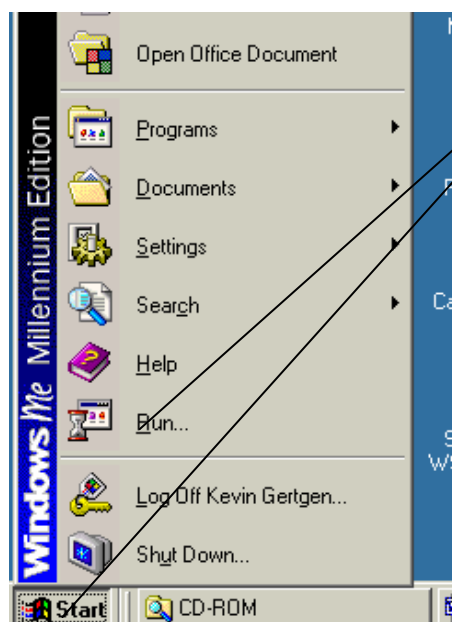 Open Office Document
Programs
Documents
Settings
Search
Help
Run...
Log Off Kevin Gertgen...
Shut Down...
Windows Me Millennium Edition
Start
CD-ROM